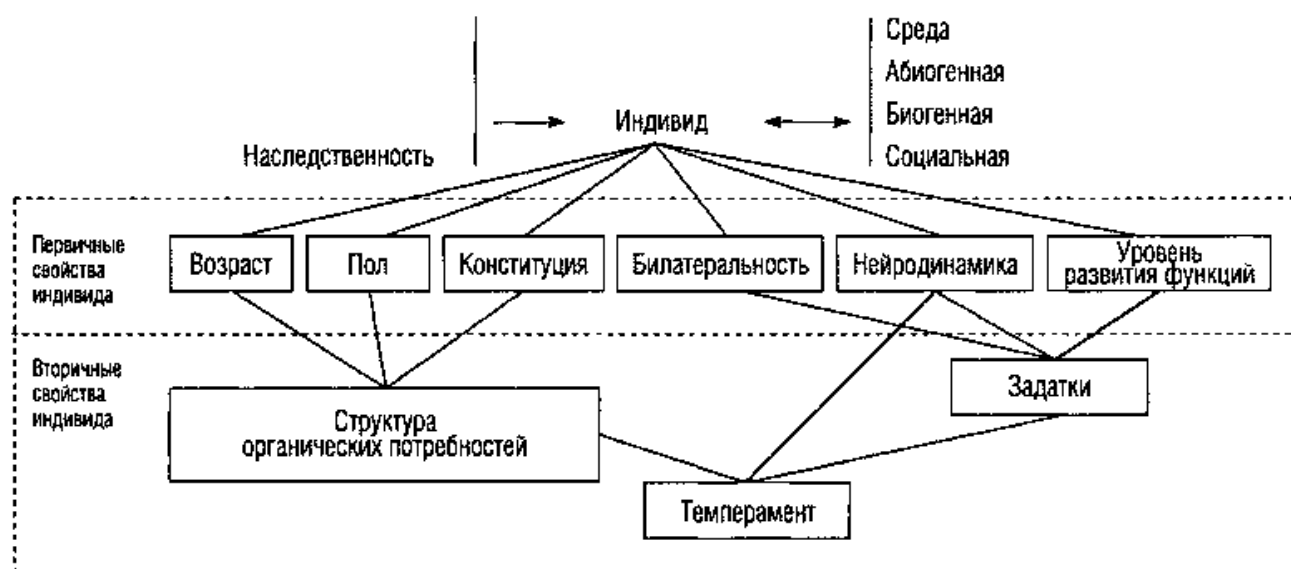 Среда
Абиогенная
Биогенная
Социальная
Индивид
Наследственность
Первичные
свойства
индивида
Возраст
Пол
Конституция
Билатеральность
Нейродинамика
Уровень
развития функций
Вторичные
свойства
индивида
Структура
органических потребностей
Задатки
Темперамент